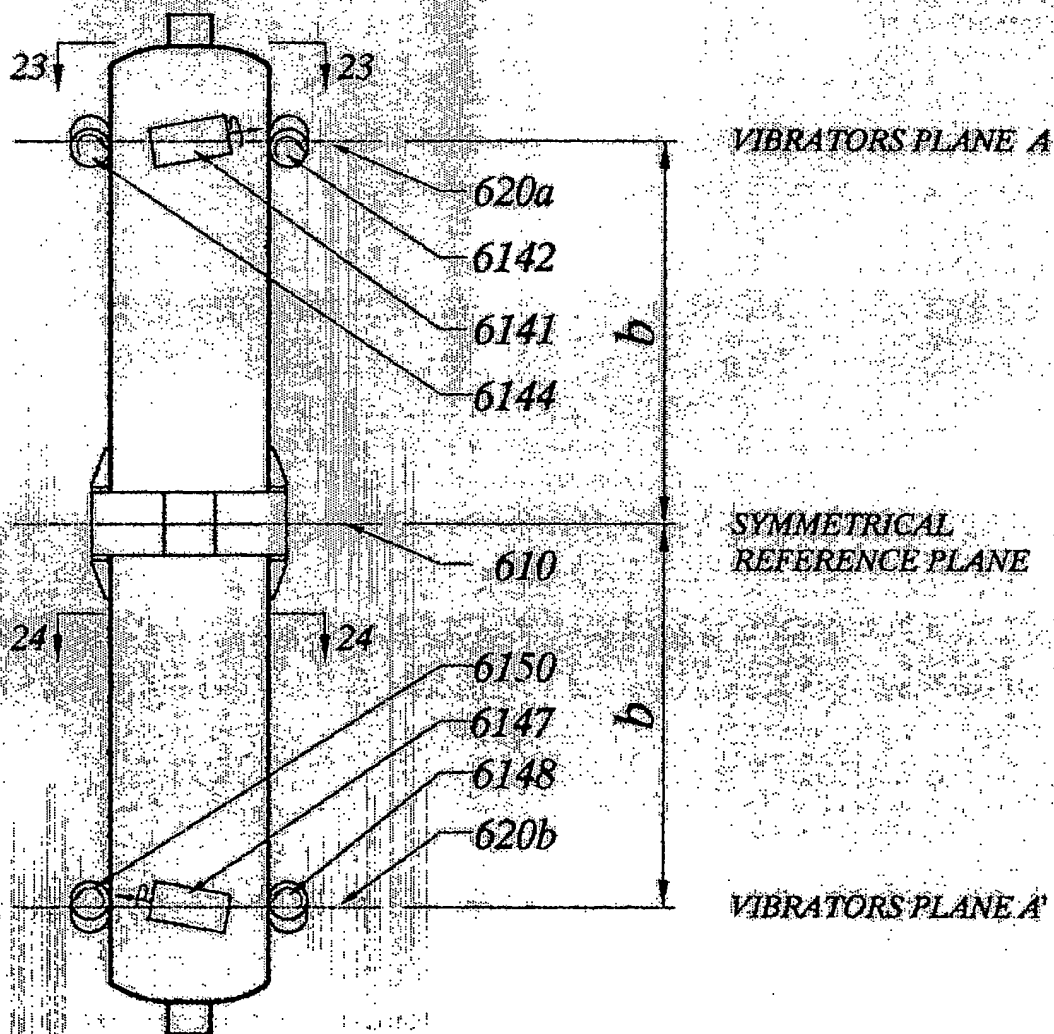 23 23
VIBRATORS PLANE A
620a
6142
6141
b
6144
SYMMETRICAL
REFERENCE PLANE
610
24 24
6150
6147
b
6148
620b
VIBRATORS PLANE A'